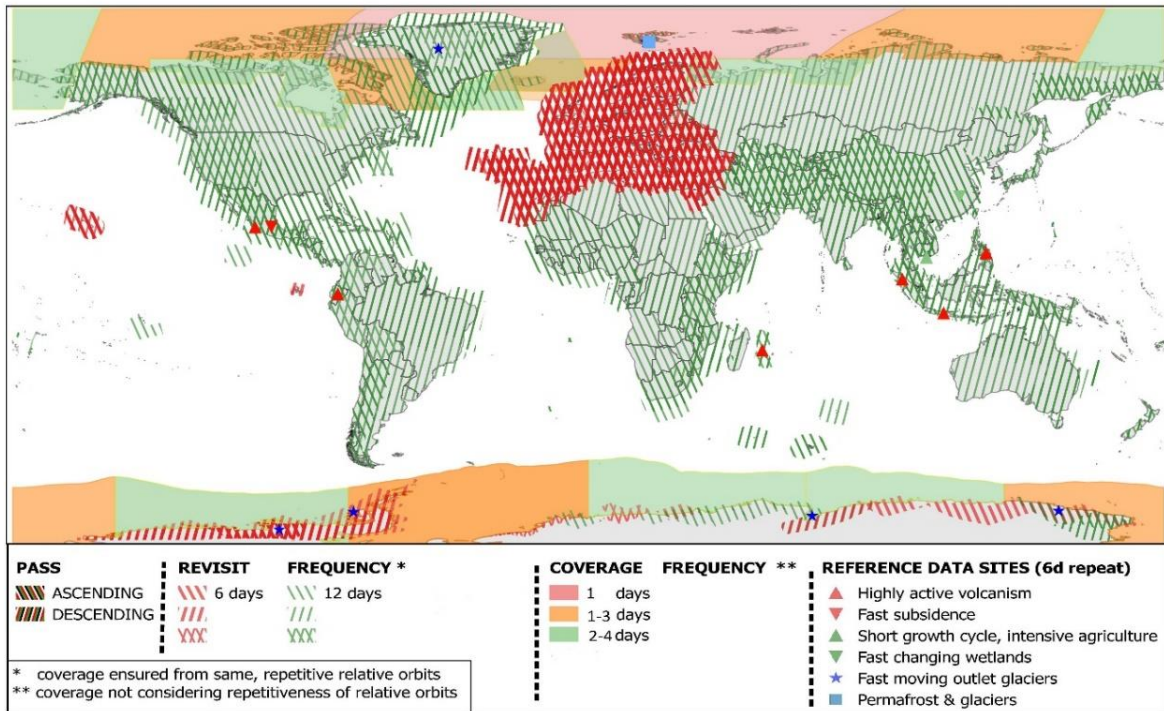 PASS
ASCENDING
DESCENDING
REVISIT FREQUENCY *
6 days 12 days
COVERAGE FREQUENCY **
1 days
1-3 days
2-4 days
REFERENCE DATA SITES (6d repeat)
Highly active volcanism
Fast subsidence
Short growth cycle, intensive agriculture
Fast changing wetlands
Fast moving outlet glaciers
Permafrost & glaciers
* coverage ensured from same, repetitive relative orbits
** coverage not considering repetitiveness of relative orbits